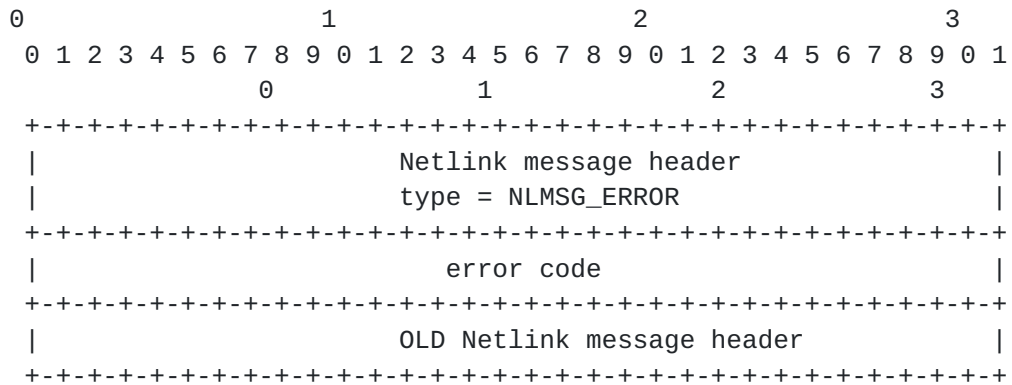 0                   1                   2                   3
 0 1 2 3 4 5 6 7 8 9 0 1 2 3 4 5 6 7 8 9 0 1 2 3 4 5 6 7 8 9 0 1
                0             1              2             3
 +-+-+-+-+-+-+-+-+-+-+-+-+-+-+-+-+-+-+-+-+-+-+-+-+-+-+-+-+-+-+-+
 |                       Netlink message header                |
 |                       type = NLMSG_ERROR                    |
 +-+-+-+-+-+-+-+-+-+-+-+-+-+-+-+-+-+-+-+-+-+-+-+-+-+-+-+-+-+-+-+
 |                          error code                         |
 +-+-+-+-+-+-+-+-+-+-+-+-+-+-+-+-+-+-+-+-+-+-+-+-+-+-+-+-+-+-+-+
 |                       OLD Netlink message header            |
 +-+-+-+-+-+-+-+-+-+-+-+-+-+-+-+-+-+-+-+-+-+-+-+-+-+-+-+-+-+-+-+